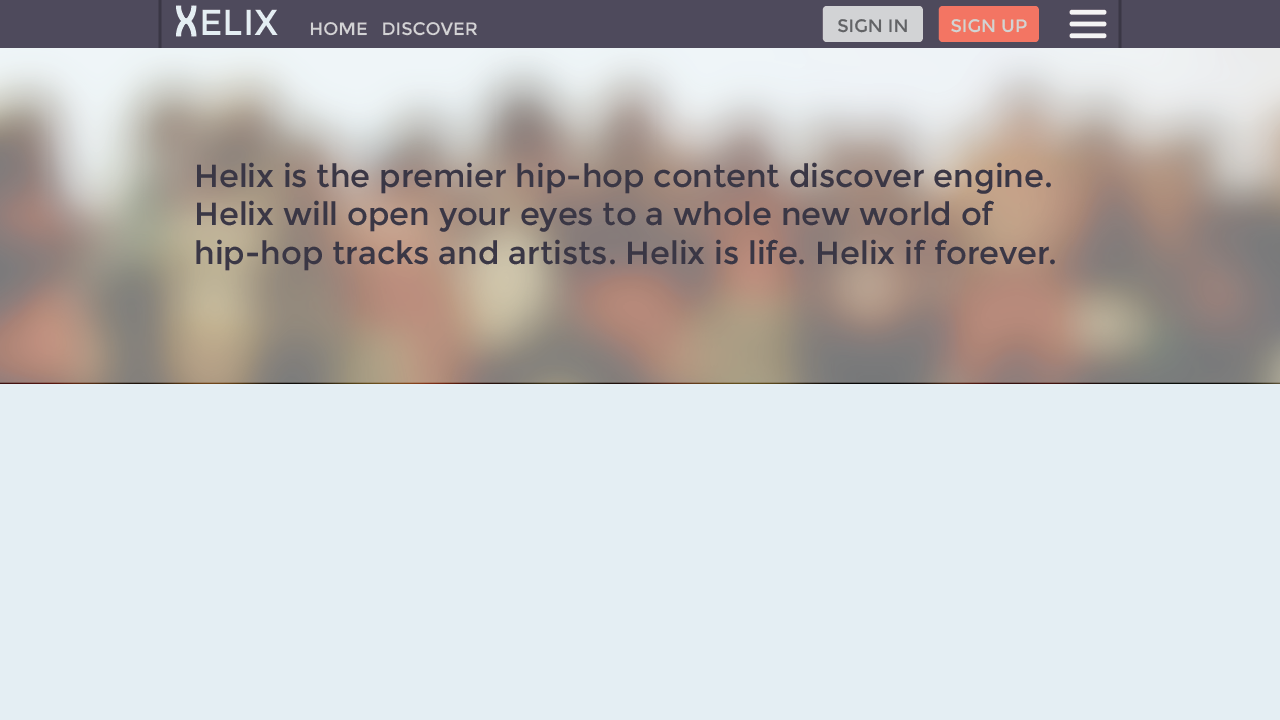 HELIX
HOME DISCOVER
SIGN IN
SIGN UP
Helix is the premier hip-hop content discover engine.
Helix will open your eyes to a whole new world of
hip-hop tracks and artists. Helix is life. Helix if forever.